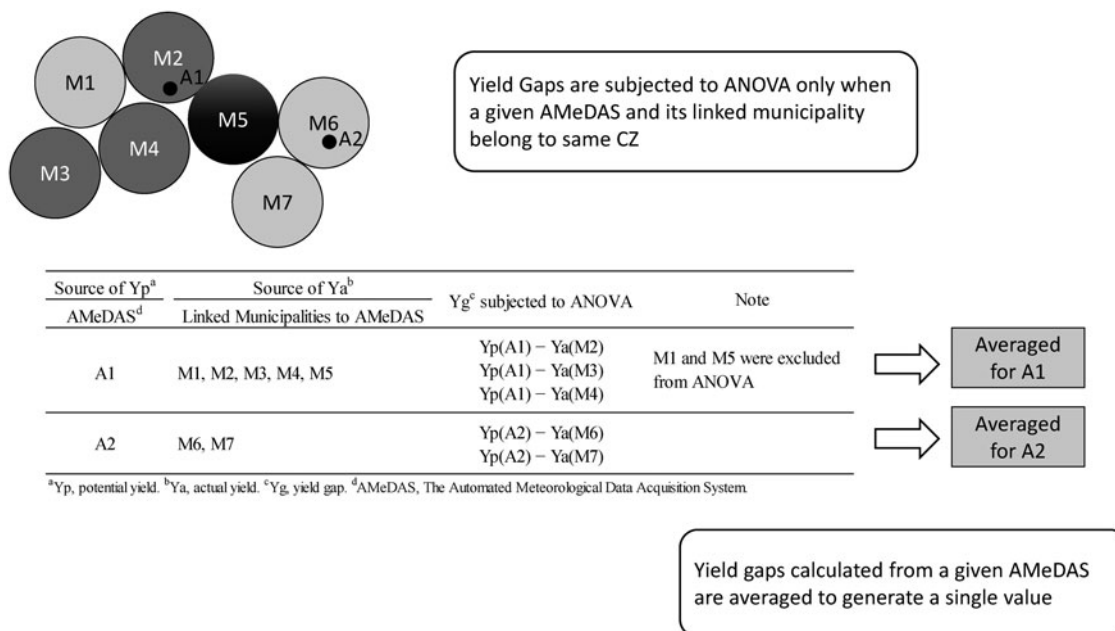 M1
M2
A1
M3
M4
M5
M6
A2
M7
Yield Gaps are subjected to ANOVA only when
a given AMeDAS and its linked municipality
belong to same CZ
Source of Ypᵃ
Source of Yaᵇ
Ygᶜ subjected to ANOVA
Note
AMeDASᵈ
Linked Municipalities to AMeDAS
A1
M1, M2, M3, M4, M5
Yp(A1) − Ya(M2)
Yp(A1) − Ya(M3)
Yp(A1) − Ya(M4)
M1 and M5 were excluded
from ANOVA
Averaged
for A1
A2
M6, M7
Yp(A2) − Ya(M6)
Yp(A2) − Ya(M7)
Averaged
for A2
ᵃYp, potential yield. ᵇYa, actual yield. ᶜYg, yield gap. ᵈAMeDAS, The Automated Meteorological Data Acquisition System.
Yield gaps calculated from a given AMeDAS
are averaged to generate a single value